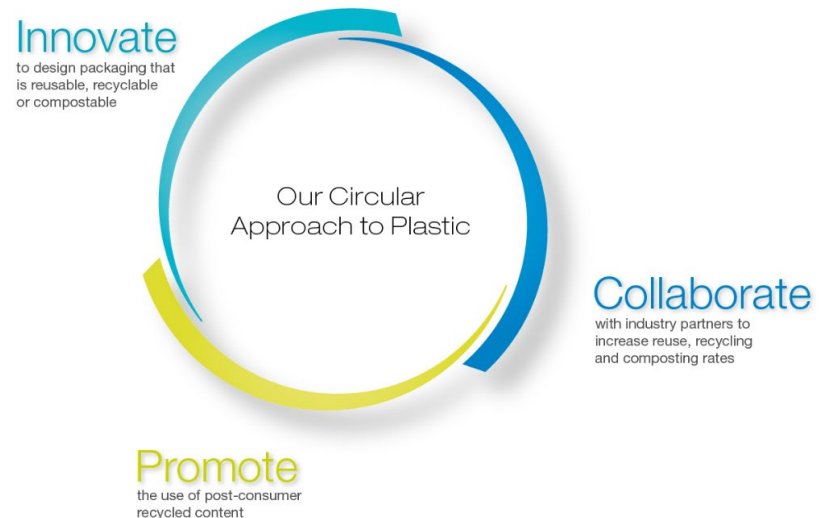 Innovate
to design packaging that
is reusable, recyclable
or compostable
Our Circular
Approach to Plastic
Collaborate
with industry partners to
increase reuse, recycling
and composting rates
Promote
the use of post-consumer
recycled content